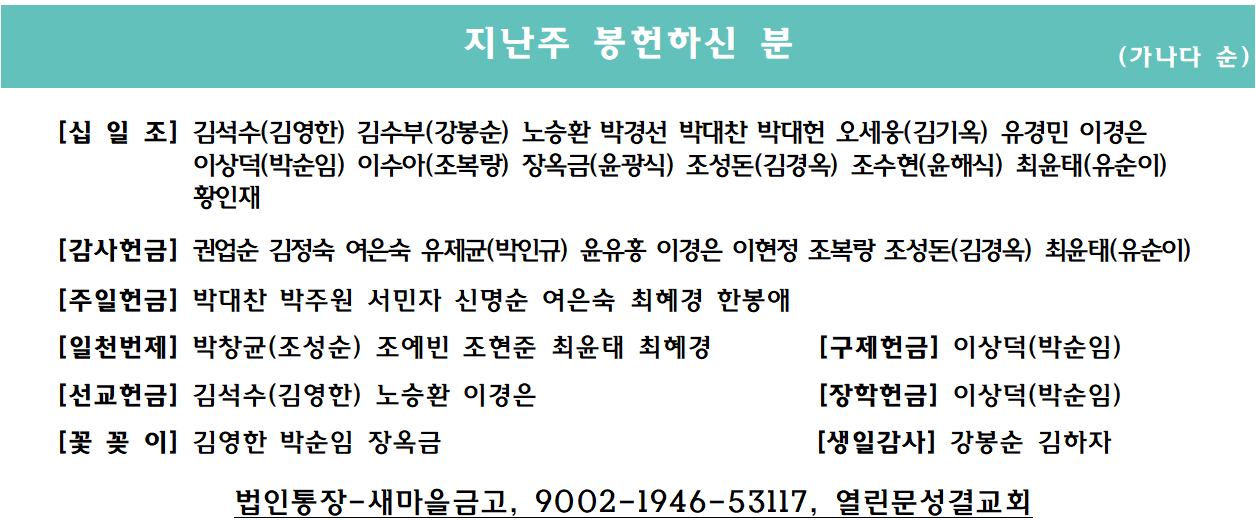 지난주 봉헌하신 분
(가나다 순)
[십 일 조] 김석수(김영한) 김수부(강봉순) 노승환 박경선 박대찬 박대헌 오세웅(김기옥) 유경민 이경은
이상덕(박순임) 이수아(조복랑) 장옥금(윤광식) 조성돈(김경옥) 조수현(윤해식) 최윤태(유순이)
황인재
[감사헌금] 권업순 김정숙 여은숙 유제균(박인규) 윤유홍 이경은 이현정 조복랑 조성돈(김경옥) 최윤태(유순이)
[주일헌금] 박대찬 박주원 서민자 신명순 여은숙 최혜경 한봉애
[일천번제] 박창균(조성순) 조예빈 조현준 최윤태 최혜경 [구제헌금] 이상덕(박순임)
[선교헌금] 김석수(김영한) 노승환 이경은 [장학헌금] 이상덕(박순임)
[꽃 꽂 이] 김영한 박순임 장옥금 [생일감사] 강봉순 김하자
법인통장-새마을금고, 9002-1946-53117, 열린문성결교회